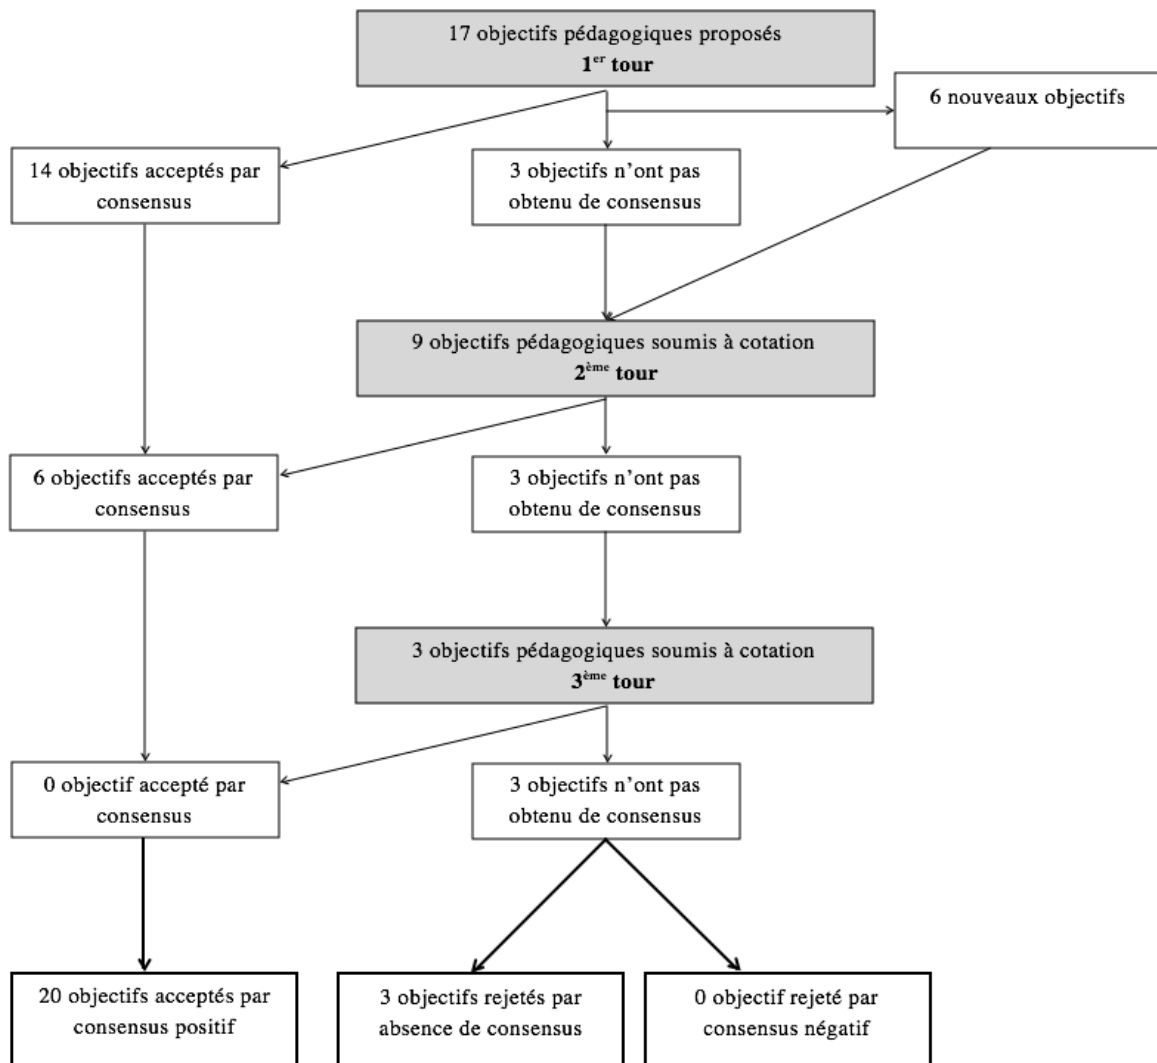 17 objectifs pédagogiques proposés
1er tour
6 nouveaux objectifs
14 objectifs acceptés par
consensus
3 objectifs n’ont pas
obtenu de consensus
9 objectifs pédagogiques soumis à cotation
2ème tour
6 objectifs acceptés par
consensus
3 objectifs n’ont pas
obtenu de consensus
3 objectifs pédagogiques soumis à cotation
3ème tour
0 objectif accepté par
consensus
3 objectifs n’ont pas
obtenu de consensus
20 objectifs acceptés par
consensus positif
3 objectifs rejetés par
absence de consensus
0 objectif rejeté par
consensus négatif